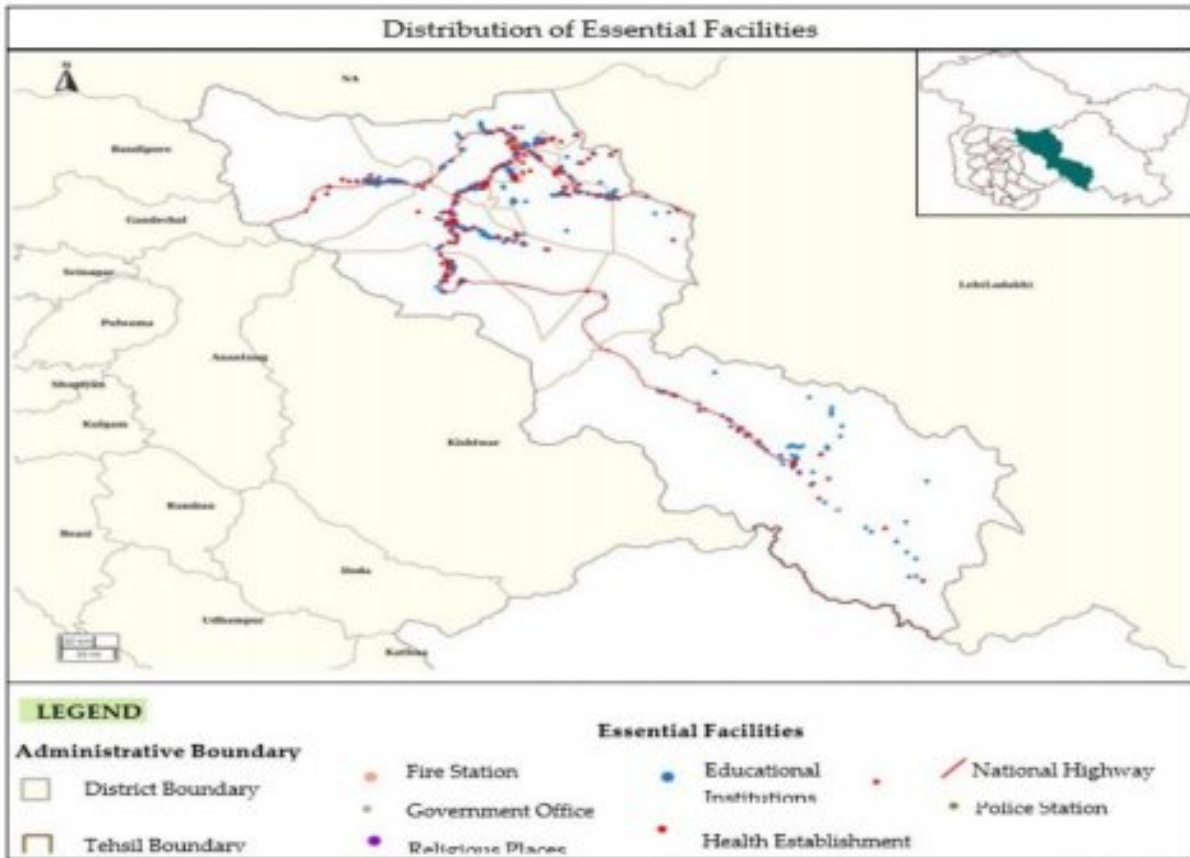 Distribution of Essential Facilities
N
NA
Bandipore
Ganderbal
Srinagar
Leh(Ladakh)
Pulwama
Anantnag
Shopiyan
Kulgam
Kishtwar
Ramban
Reasi
Doda
Udhampur
Kathua
LEGEND
Administrative Boundary
District Boundary
Tehsil Boundary
Essential Facilities
Fire Station
Government Office
Religious Places
Educational
Institutions
Health Establishment
National Highway
Police Station